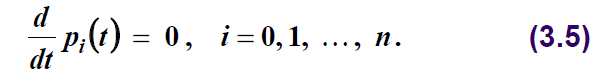 d/dt p_i(t) = 0, i = 0, 1, ..., n. (3.5)